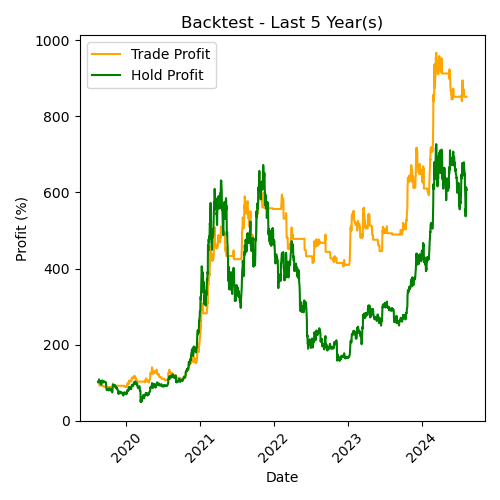 Backtest - Last 5 Year(s)
Trade Profit
Hold Profit
Profit (%)
1000
800
600
400
200
0
2020
2021
2022
2023
2024
Date